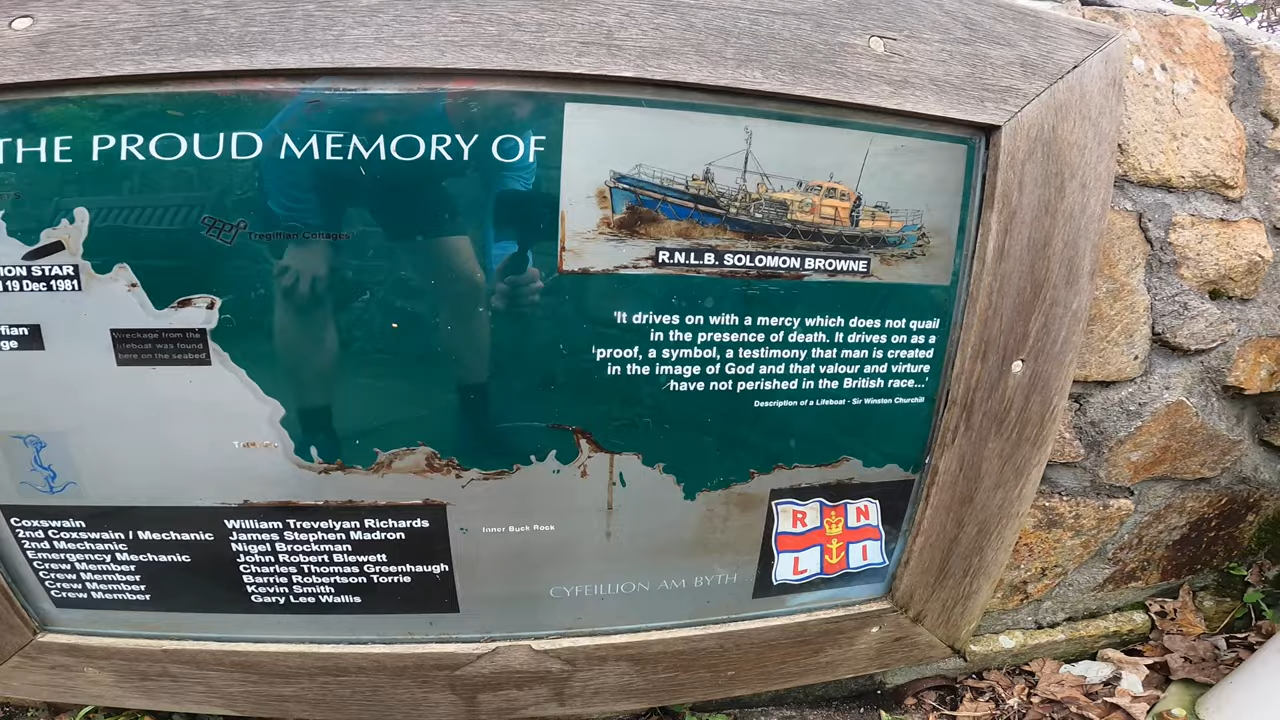 THE PROUD MEMORY OF
Tregiffian Cottages
ION STAR
19 Dec 1981
fian
ge
Wreckage from the
lifeboat was found
here on the seabed
R.N.L.B. SOLOMON BROWNE
'It drives on with a mercy which does not quail
in the presence of death. It drives on as a
'proof, a symbol, a testimony that man is created
in the image of God and that valour and virture
have not perished in the British race...'
Description of a Lifeboat - Sir Winston Churchill
Coxswain William Trevelyan Richards
2nd Coxswain / Mechanic James Stephen Madron
2nd Mechanic Nigel Brockman
Emergency Mechanic John Robert Blewett
Crew Member Charles Thomas Greenhaugh
Crew Member Barrie Robertson Torrie
Crew Member Kevin Smith
Crew Member Gary Lee Wallis
Inner Buck Rock
CYFEILLION AM BYTH
R N
L I